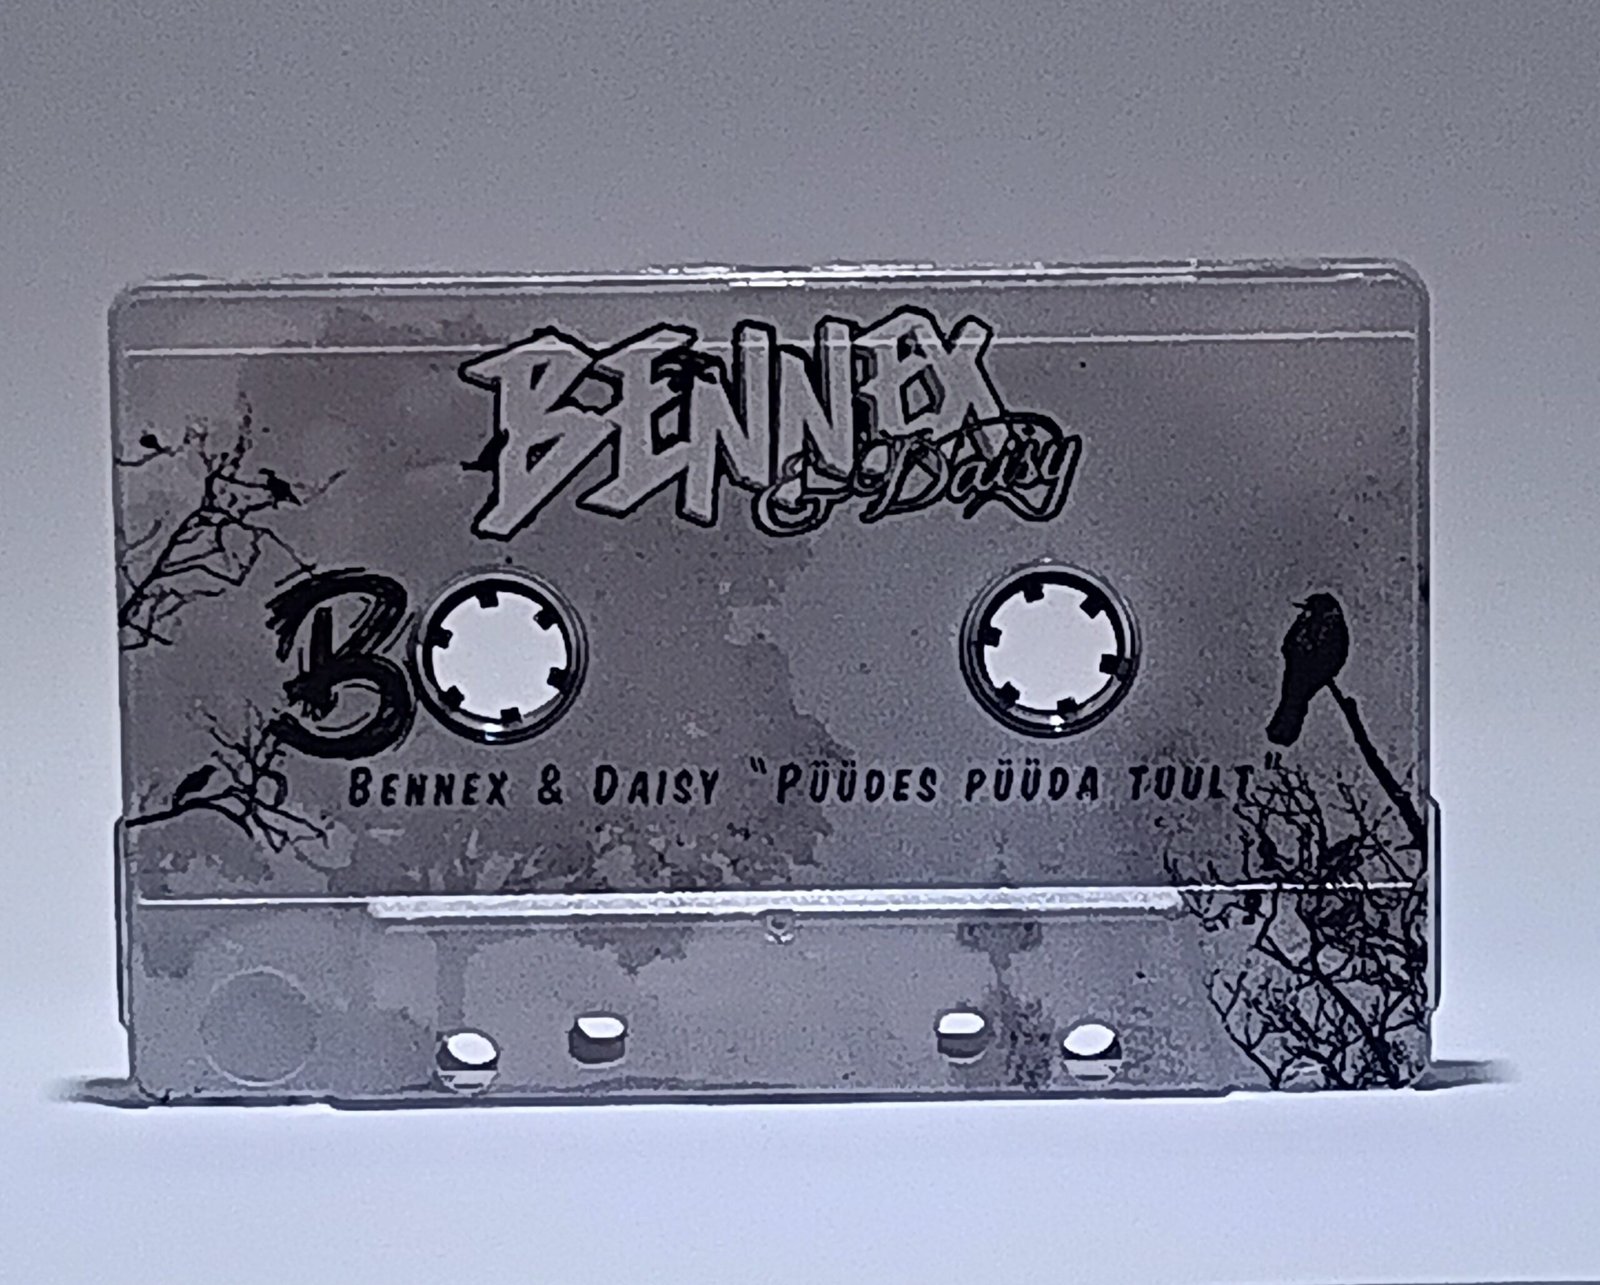 BENNEX
& Daisy
B
BENNEX & DAISY "PÜÜDES PÜÜDA TUULT"